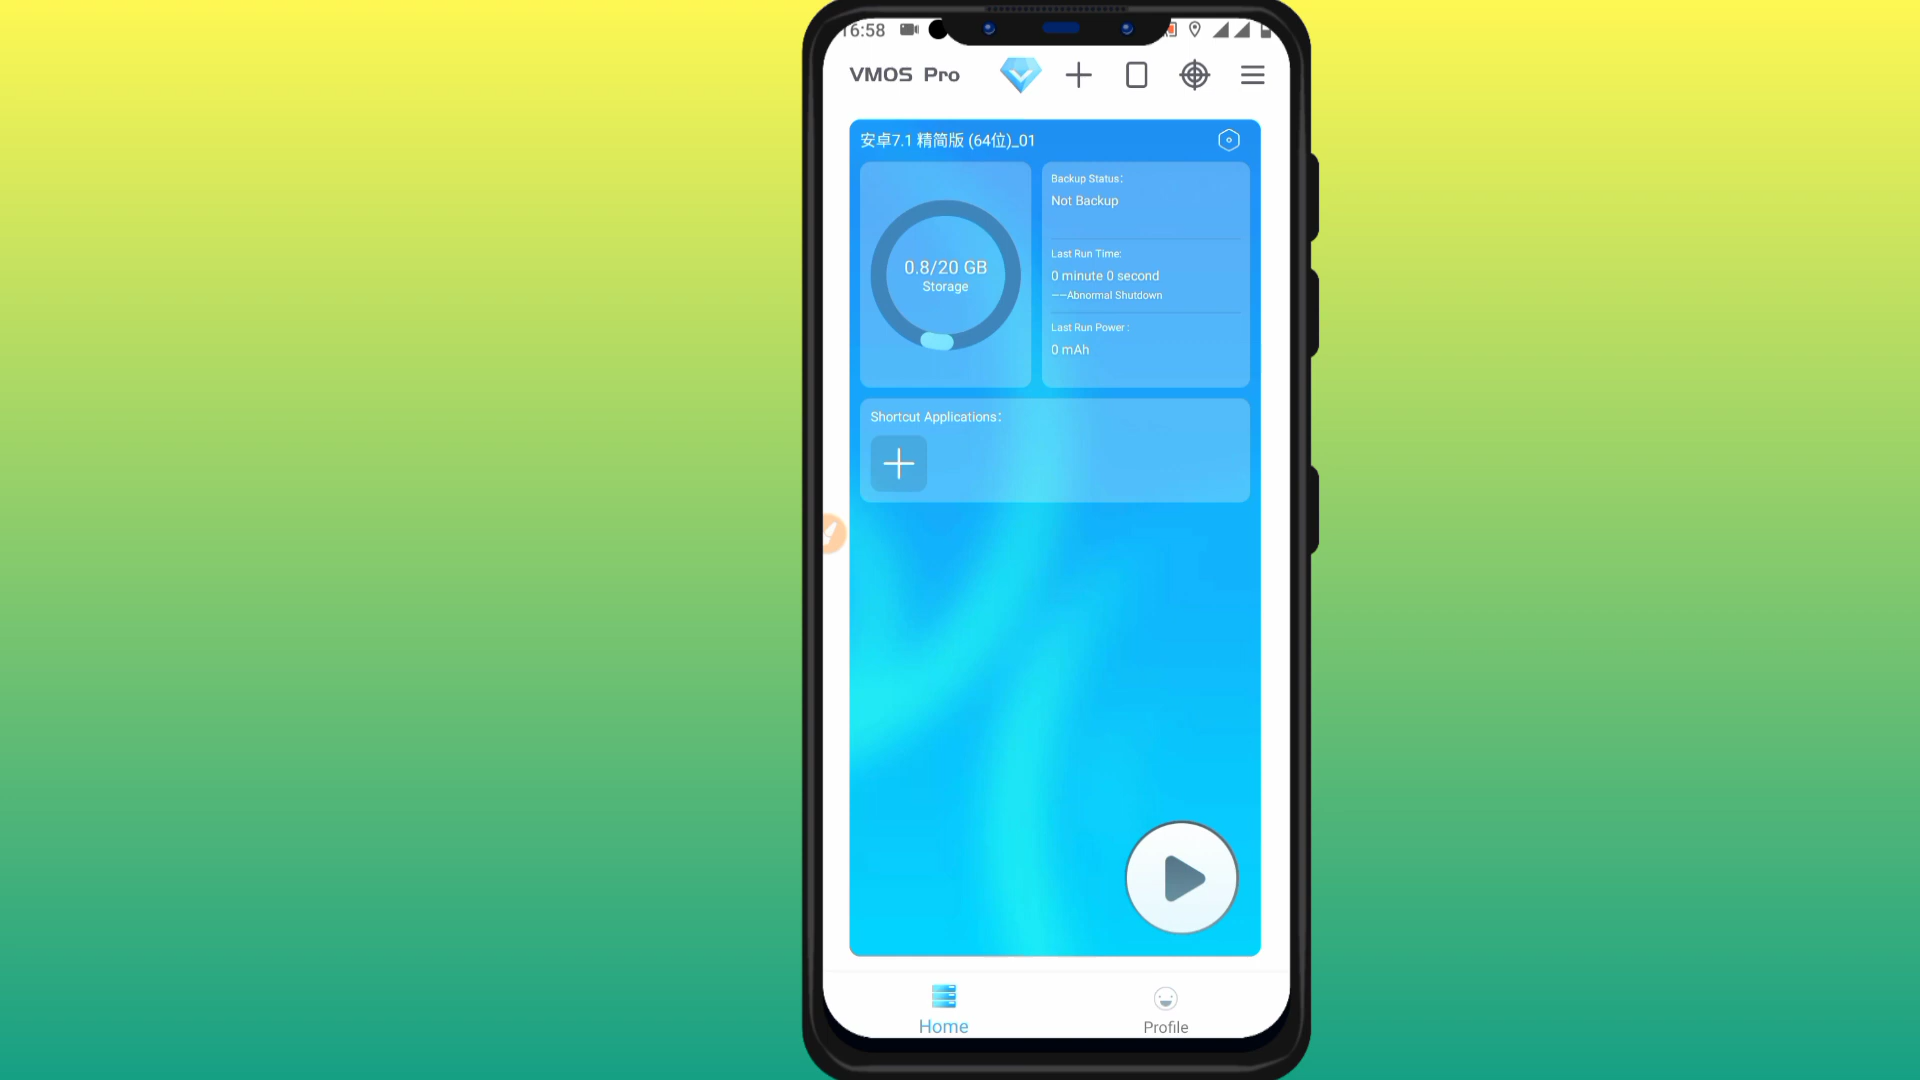 16:58
VMOS Pro
安卓7.1 精简版 (64位)_01
0.8/20 GB
Storage
Backup Status:
Not Backup
Last Run Time:
0 minute 0 second
——Abnormal Shutdown
Last Run Power :
0 mAh
Shortcut Applications:
Home
Profile